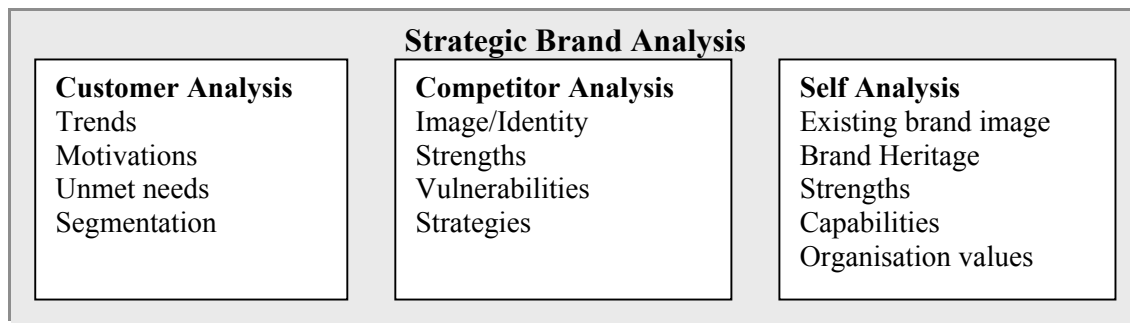 Strategic Brand Analysis
Customer Analysis
Trends
Motivations
Unmet needs
Segmentation
Competitor Analysis
Image/Identity
Strengths
Vulnerabilities
Strategies
Self Analysis
Existing brand image
Brand Heritage
Strengths
Capabilities
Organisation values